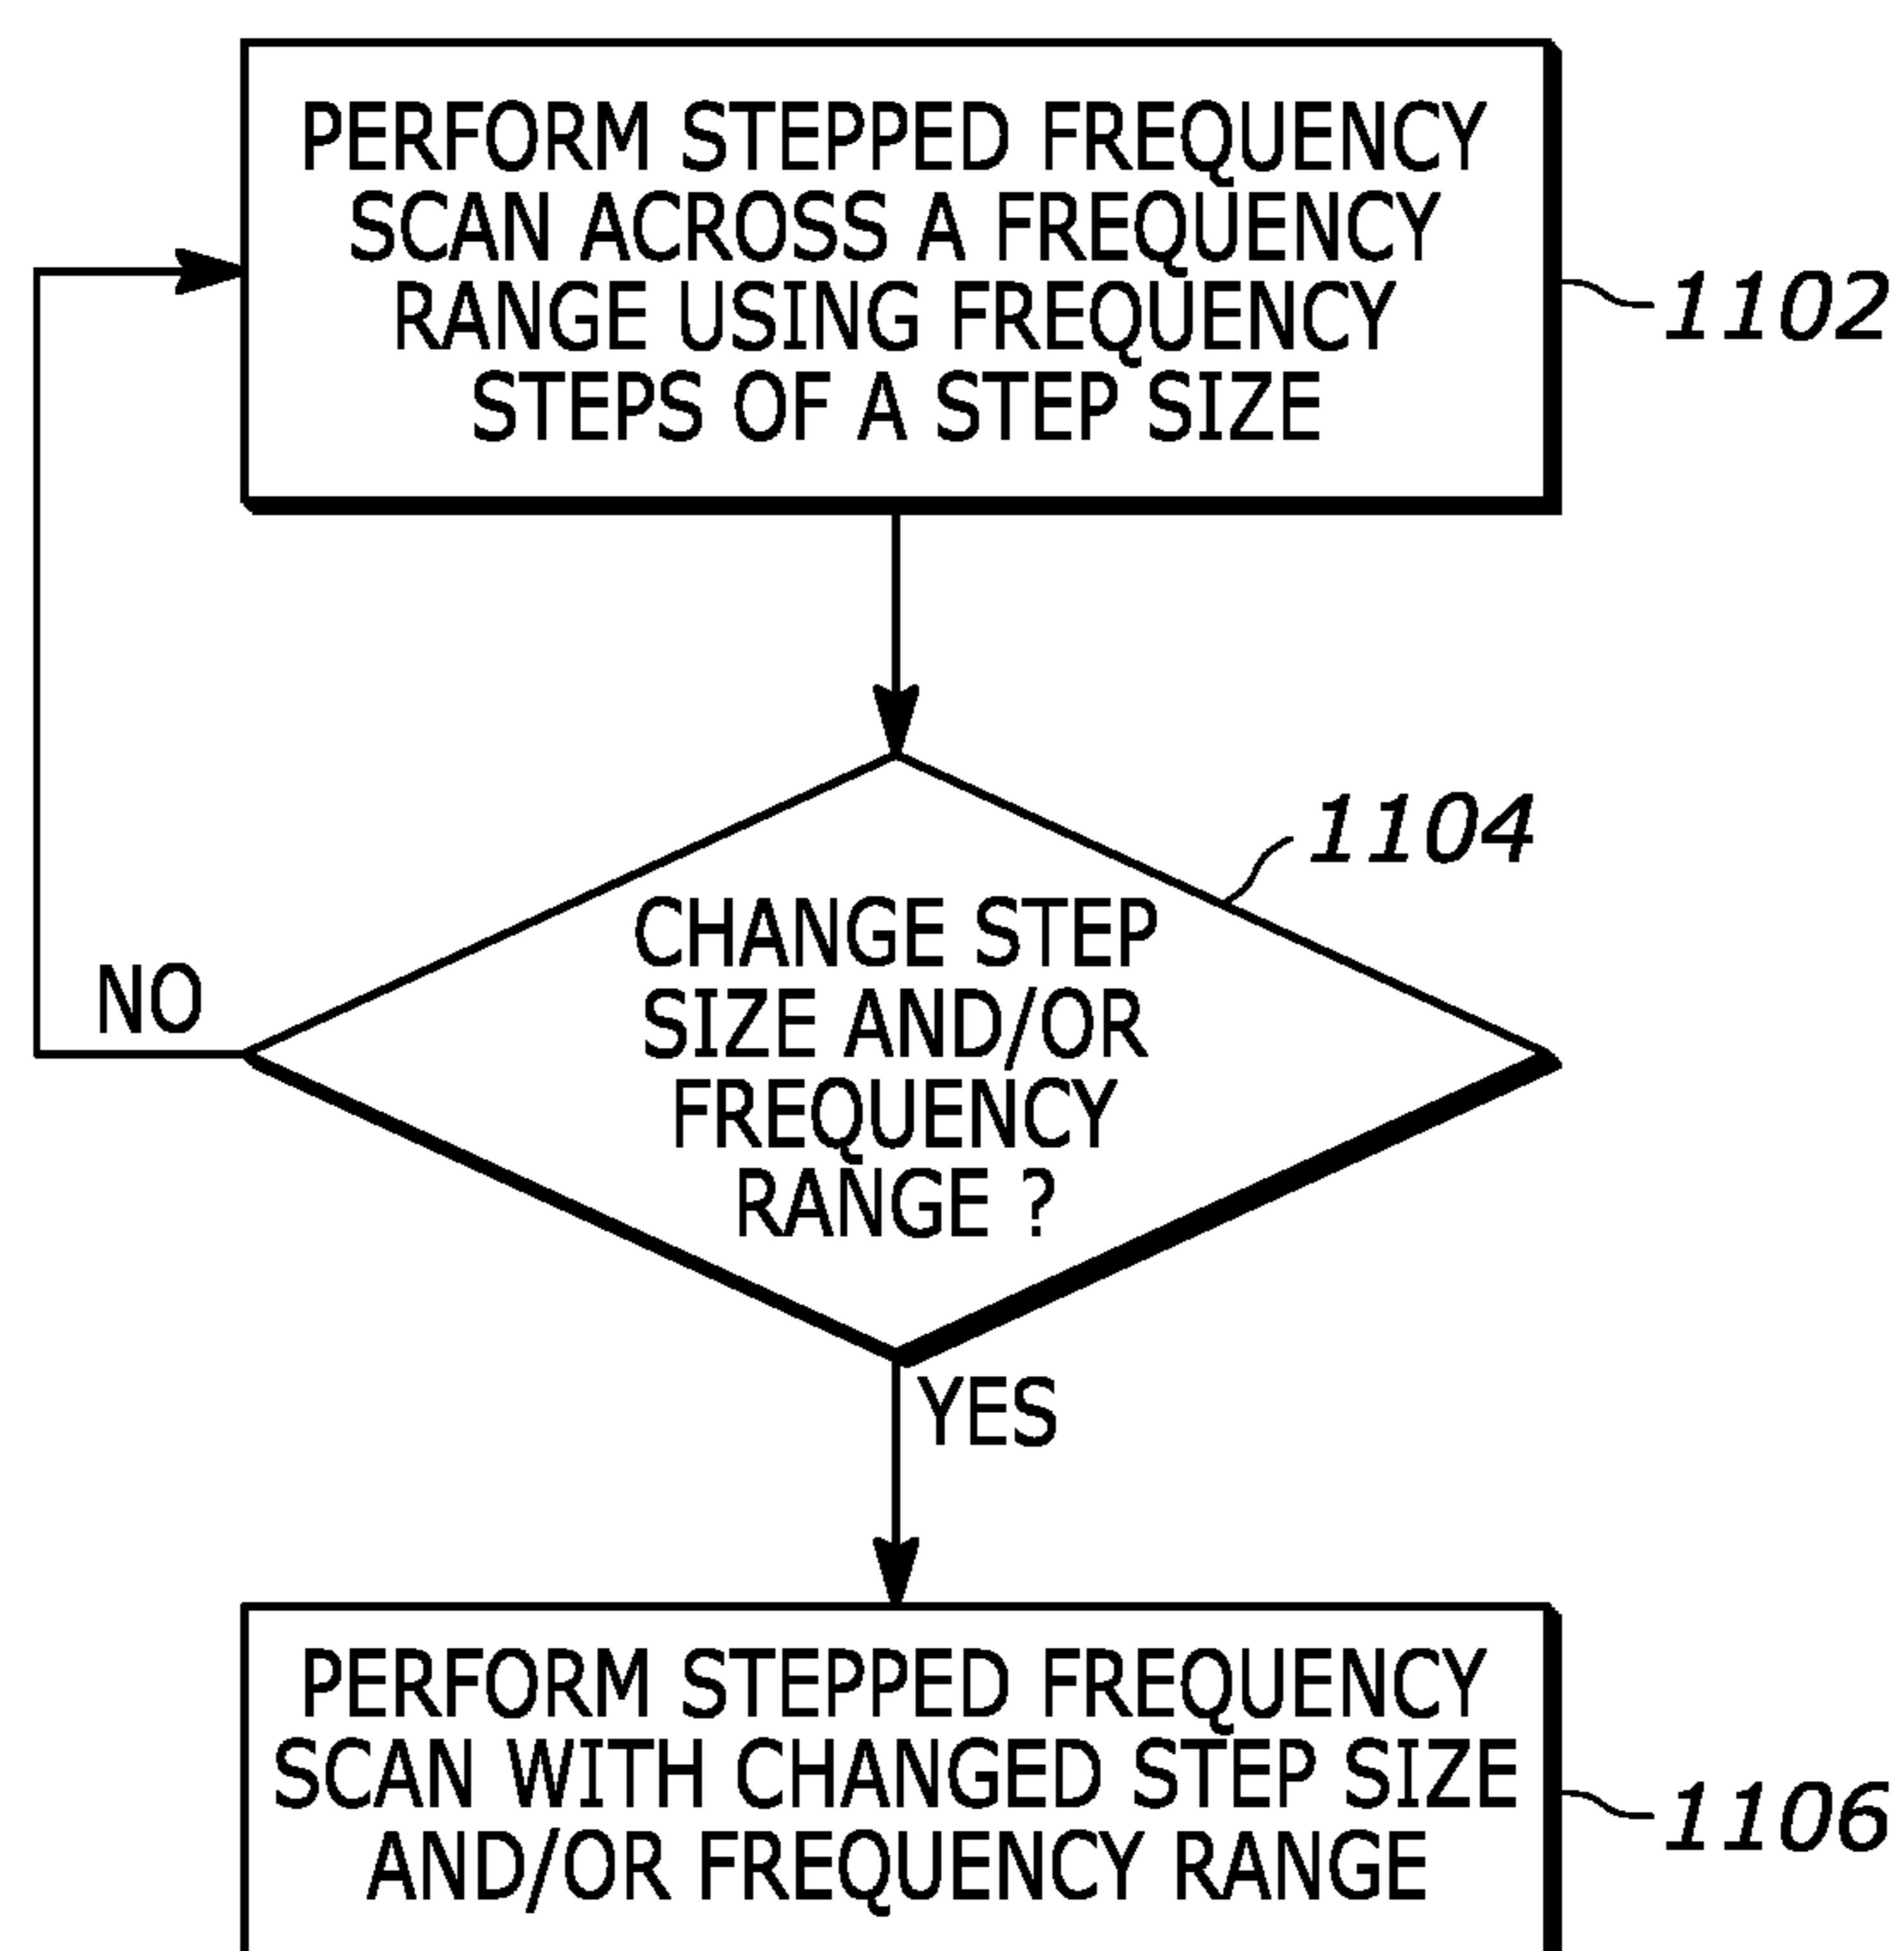 PERFORM STEPPED FREQUENCY
SCAN ACROSS A FREQUENCY
RANGE USING FREQUENCY
STEPS OF A STEP SIZE
1102
1104
CHANGE STEP
SIZE AND/OR
FREQUENCY
RANGE ?
NO
YES
PERFORM STEPPED FREQUENCY
SCAN WITH CHANGED STEP SIZE
AND/OR FREQUENCY RANGE
1106